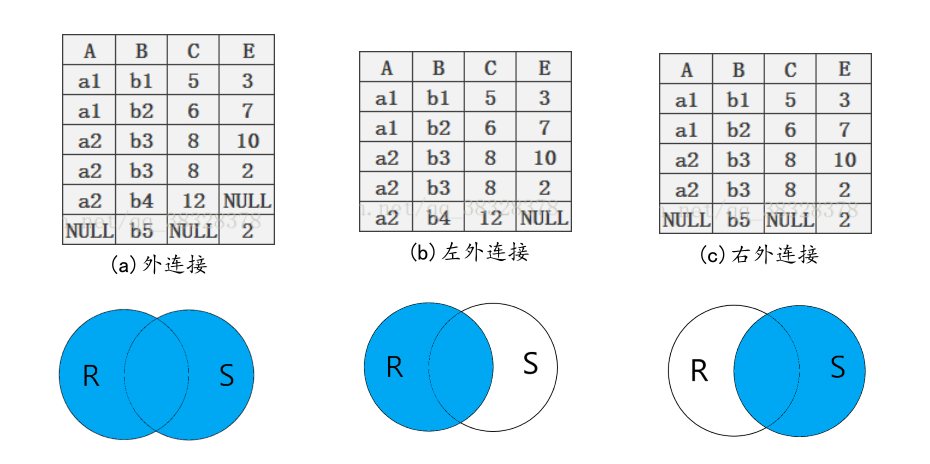 A B C E
a1 b1 5 3
a1 b2 6 7
a2 b3 8 10
a2 b3 8 2
a2 b4 12 NULL
NULL b5 NULL 2
(a)外连接
A B C E
a1 b1 5 3
a1 b2 6 7
a2 b3 8 10
a2 b3 8 2
a2 b4 12 NULL
(b)左外连接
A B C E
a1 b1 5 3
a1 b2 6 7
a2 b3 8 10
a2 b3 8 2
NULL b5 NULL 2
(c)右外连接
R S
R S
R S